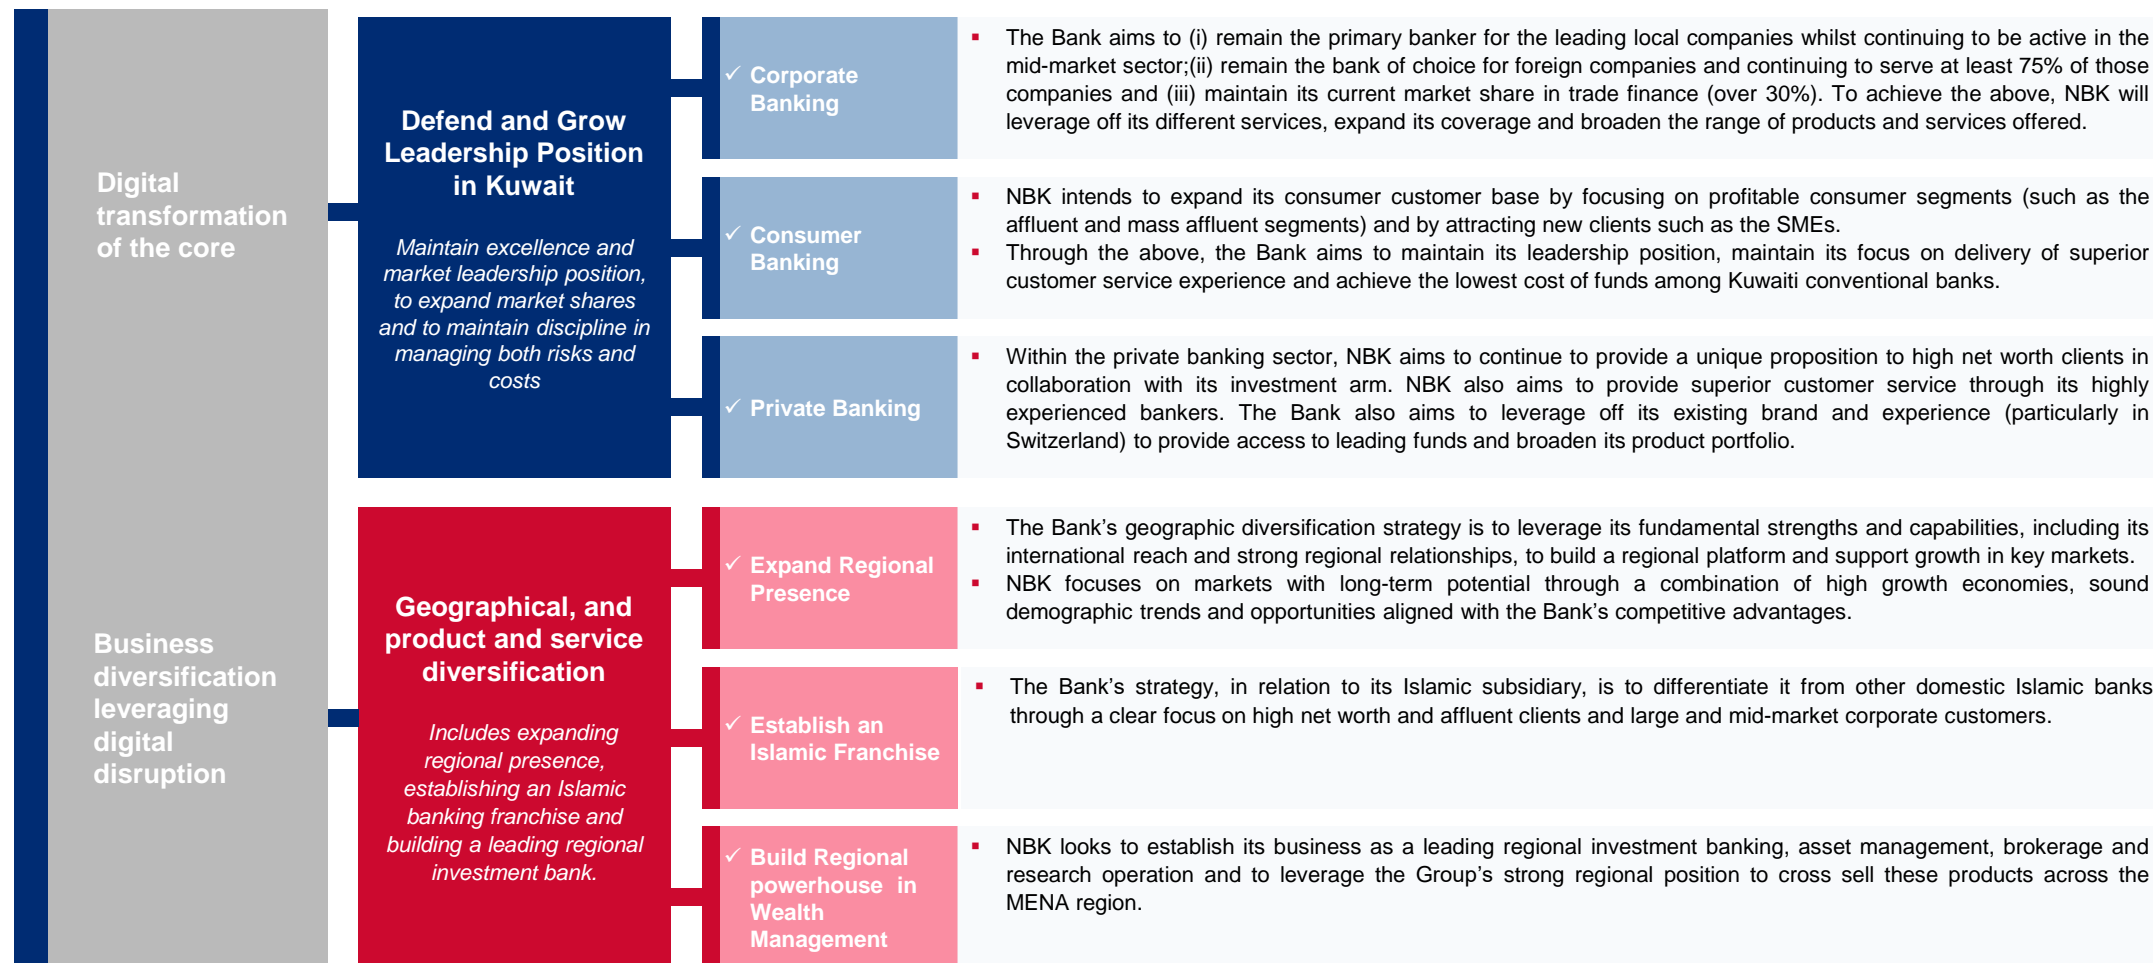 Digital
transformation
of the core
Business
diversification
leveraging
digital
disruption
Defend and Grow
Leadership Position
in Kuwait
Maintain excellence and
market leadership position,
to expand market shares
and to maintain discipline in
managing both risks and
costs
✓ Corporate
Banking
▪ The Bank aims to (i) remain the primary banker for the leading local companies whilst continuing to be active in the
mid-market sector;(ii) remain the bank of choice for foreign companies and continuing to serve at least 75% of those
companies and (iii) maintain its current market share in trade finance (over 30%). To achieve the above, NBK will
leverage off its different services, expand its coverage and broaden the range of products and services offered.
✓ Consumer
Banking
▪ NBK intends to expand its consumer customer base by focusing on profitable consumer segments (such as the
affluent and mass affluent segments) and by attracting new clients such as the SMEs.
▪ Through the above, the Bank aims to maintain its leadership position, maintain its focus on delivery of superior
customer service experience and achieve the lowest cost of funds among Kuwaiti conventional banks.
✓ Private Banking
▪ Within the private banking sector, NBK aims to continue to provide a unique proposition to high net worth clients in
collaboration with its investment arm. NBK also aims to provide superior customer service through its highly
experienced bankers. The Bank also aims to leverage off its existing brand and experience (particularly in
Switzerland) to provide access to leading funds and broaden its product portfolio.
Geographical, and
product and service
diversification
Includes expanding
regional presence,
establishing an Islamic
banking franchise and
building a leading regional
investment bank.
✓ Expand Regional
Presence
▪ The Bank’s geographic diversification strategy is to leverage its fundamental strengths and capabilities, including its
international reach and strong regional relationships, to build a regional platform and support growth in key markets.
▪ NBK focuses on markets with long-term potential through a combination of high growth economies, sound
demographic trends and opportunities aligned with the Bank’s competitive advantages.
✓ Establish an
Islamic Franchise
▪ The Bank’s strategy, in relation to its Islamic subsidiary, is to differentiate it from other domestic Islamic banks
through a clear focus on high net worth and affluent clients and large and mid-market corporate customers.
✓ Build Regional
powerhouse in
Wealth
Management
▪ NBK looks to establish its business as a leading regional investment banking, asset management, brokerage and
research operation and to leverage the Group’s strong regional position to cross sell these products across the
MENA region.